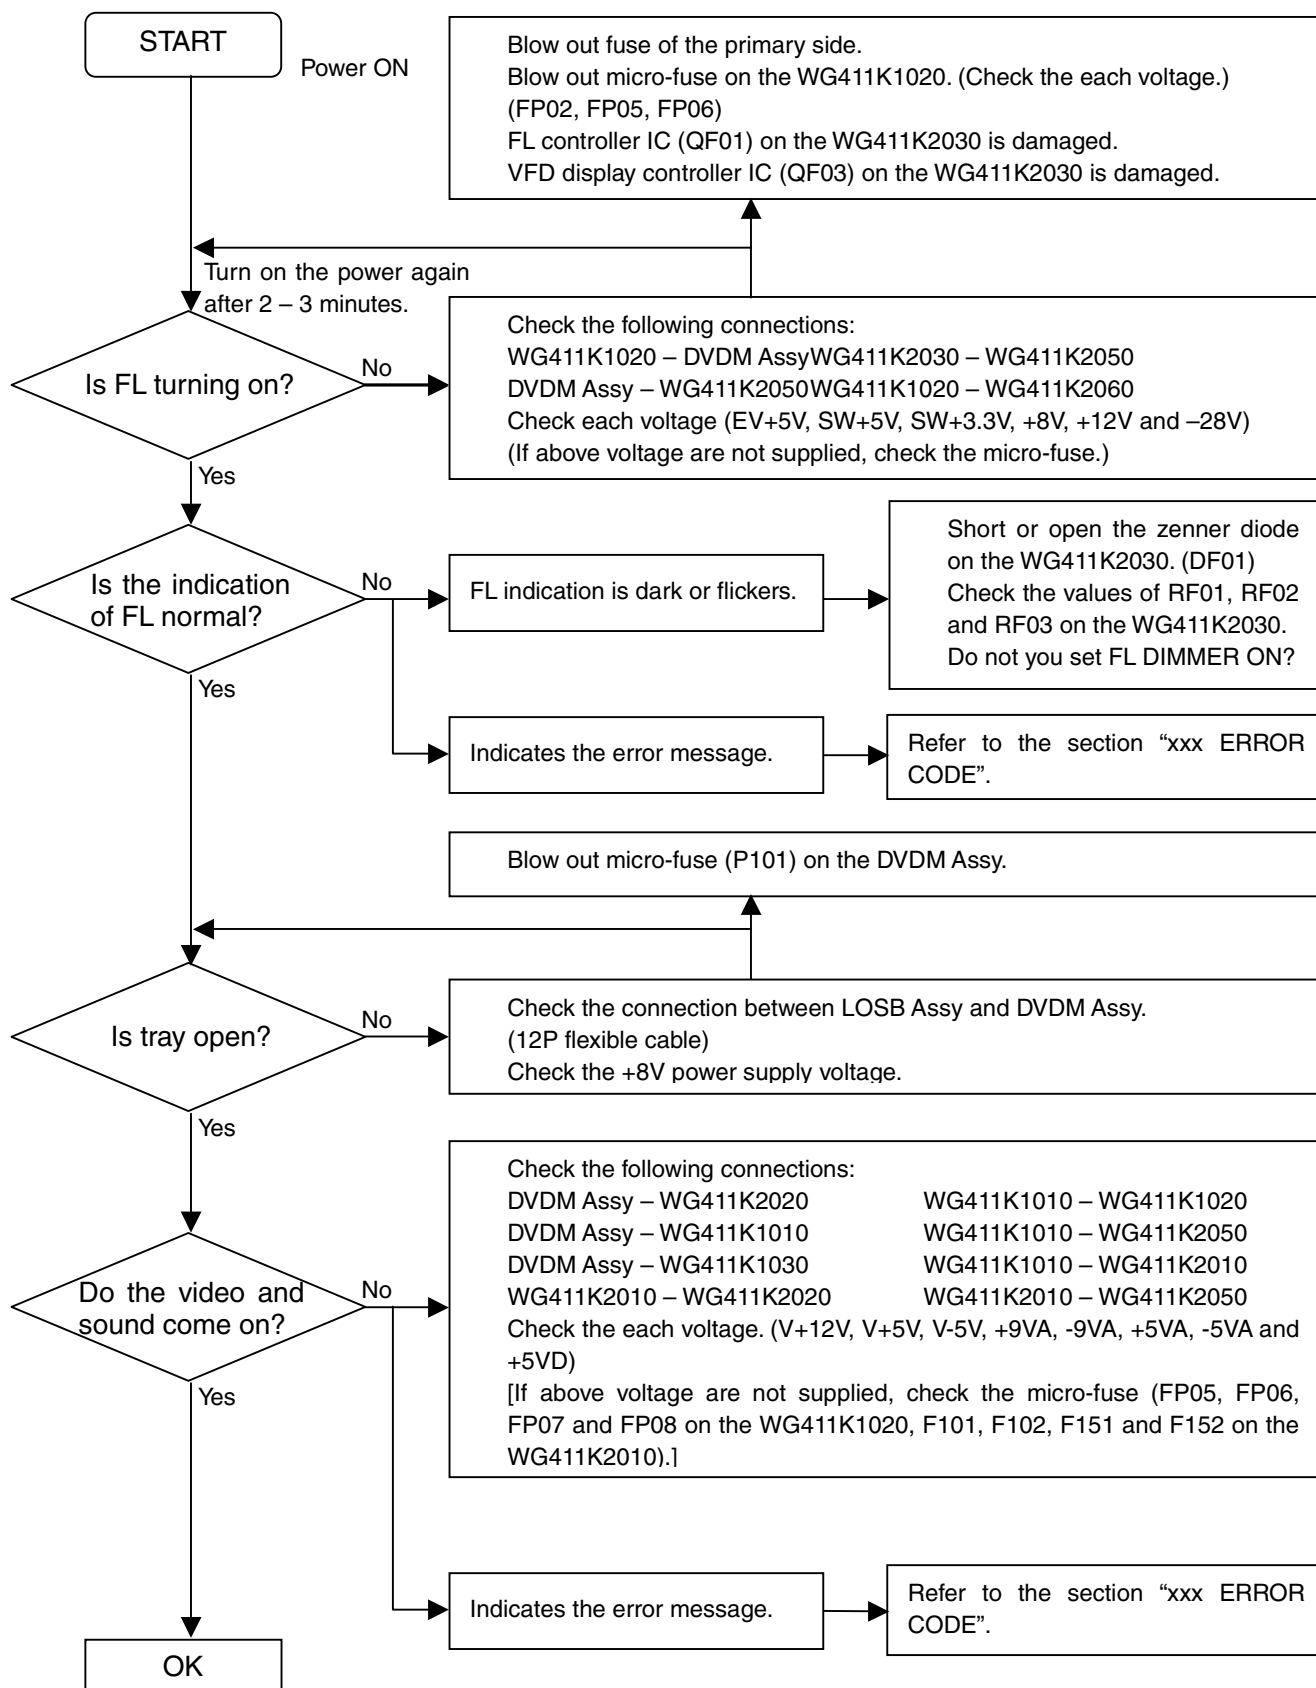 START
Power ON
Blow out fuse of the primary side.
Blow out micro-fuse on the WG411K1020. (Check the each voltage.)
(FP02, FP05, FP06)
FL controller IC (QF01) on the WG411K2030 is damaged.
VFD display controller IC (QF03) on the WG411K2030 is damaged.
Turn on the power again
after 2 – 3 minutes.
Is FL turning on?
No
Yes
Check the following connections:
WG411K1020 – DVDM AssyWG411K2030 – WG411K2050
DVDM Assy – WG411K2050WG411K1020 – WG411K2060
Check each voltage (EV+5V, SW+5V, SW+3.3V, +8V, +12V and –28V)
(If above voltage are not supplied, check the micro-fuse.)
Is the indication
of FL normal?
No
Yes
FL indication is dark or flickers.
Short or open the zenner diode
on the WG411K2030. (DF01)
Check the values of RF01, RF02
and RF03 on the WG411K2030.
Do not you set FL DIMMER ON?
Indicates the error message.
Refer to the section “xxx ERROR
CODE”.
Blow out micro-fuse (P101) on the DVDM Assy.
Is tray open?
No
Yes
Check the connection between LOSB Assy and DVDM Assy.
(12P flexible cable)
Check the +8V power supply voltage.
Do the video and
sound come on?
No
Yes
Check the following connections:
DVDM Assy – WG411K2020 WG411K1010 – WG411K1020
DVDM Assy – WG411K1010 WG411K1010 – WG411K2050
DVDM Assy – WG411K1030 WG411K1010 – WG411K2010
WG411K2010 – WG411K2020 WG411K2010 – WG411K2050
Check the each voltage. (V+12V, V+5V, V-5V, +9VA, -9VA, +5VA, -5VA and
+5VD)
[If above voltage are not supplied, check the micro-fuse (FP05, FP06,
FP07 and FP08 on the WG411K1020, F101, F102, F151 and F152 on the
WG411K2010).]
Indicates the error message.
Refer to the section “xxx ERROR
CODE”.
OK